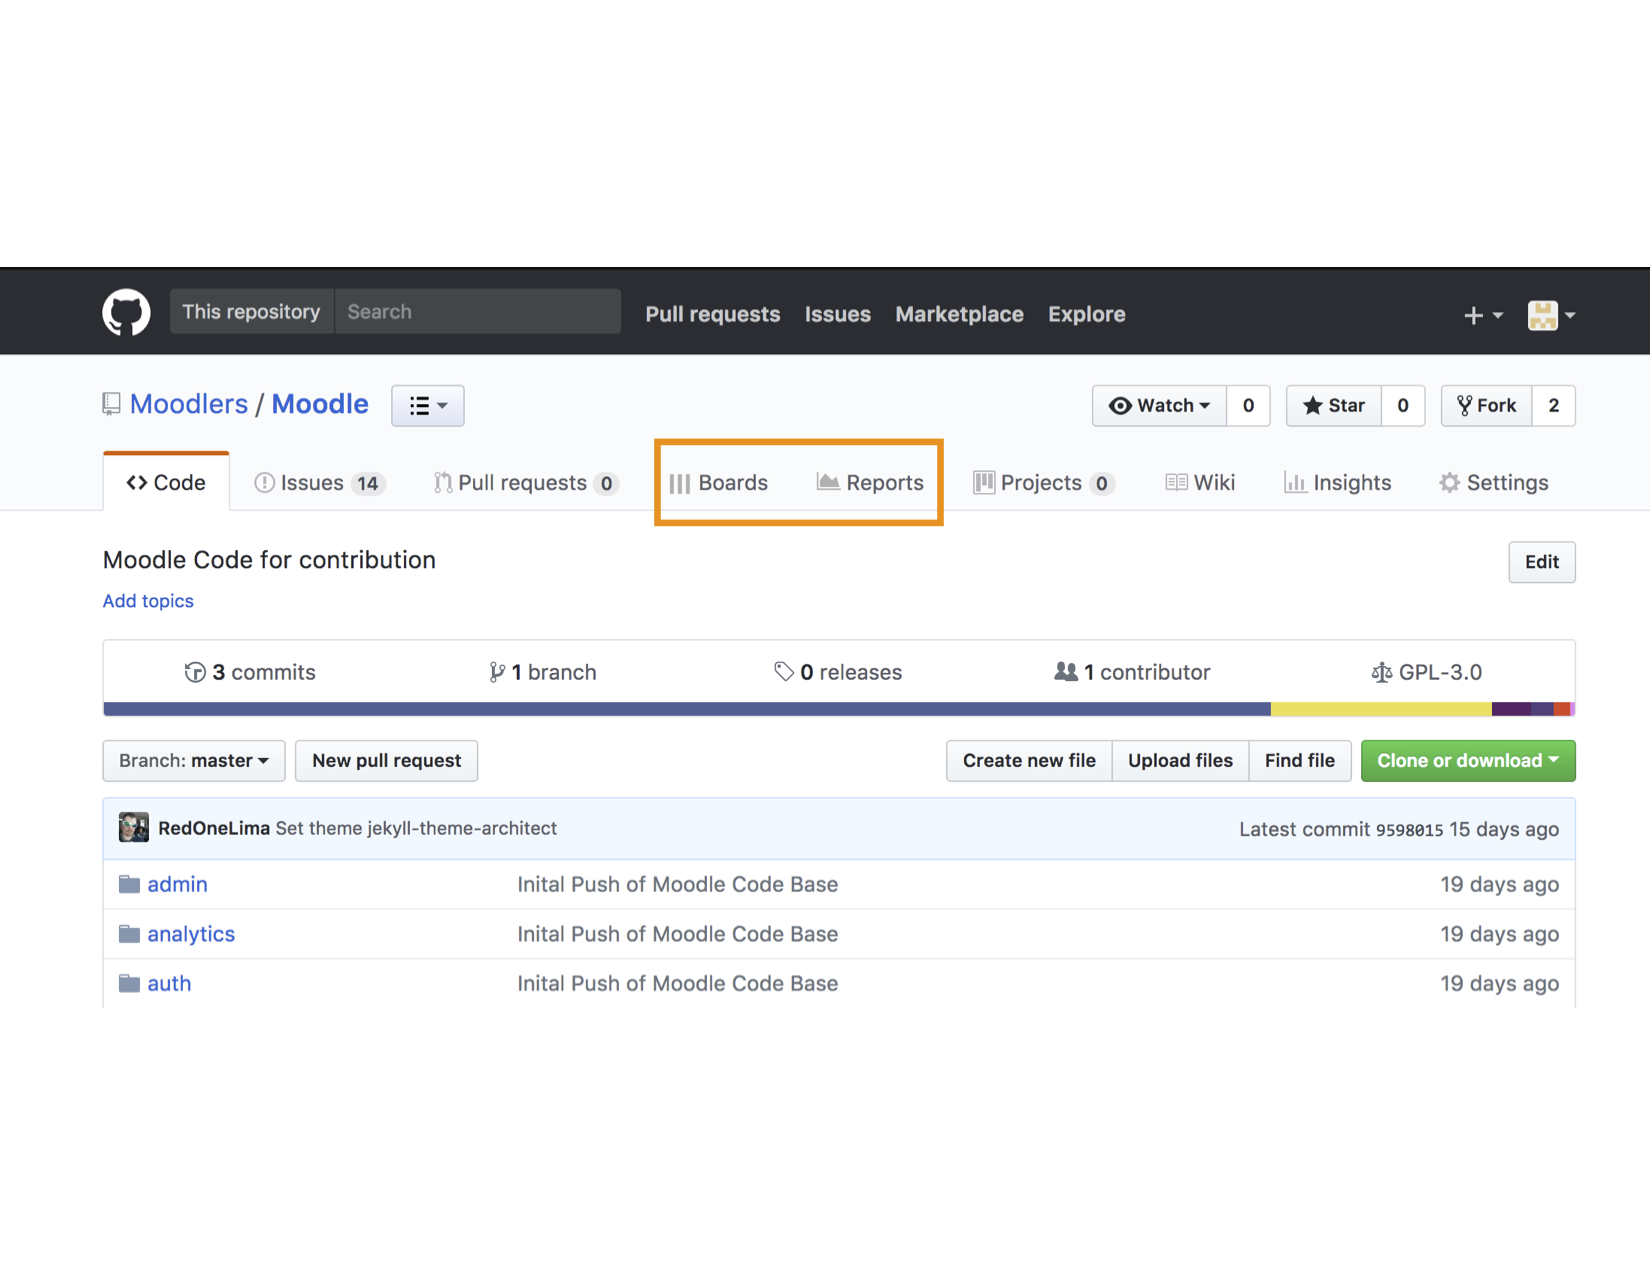 This repository Search Pull requests Issues Marketplace Explore
Moodlers / Moodle Watch 0 Star 0 Fork 2
Code Issues 14 Pull requests 0 Boards Reports Projects 0 Wiki Insights Settings
Moodle Code for contribution Edit
Add topics
3 commits 1 branch 0 releases 1 contributor GPL-3.0
Branch: master New pull request Create new file Upload files Find file Clone or download
RedOneLima Set theme jekyll-theme-architect Latest commit 9598015 15 days ago
admin Inital Push of Moodle Code Base 19 days ago
analytics Inital Push of Moodle Code Base 19 days ago
auth Inital Push of Moodle Code Base 19 days ago